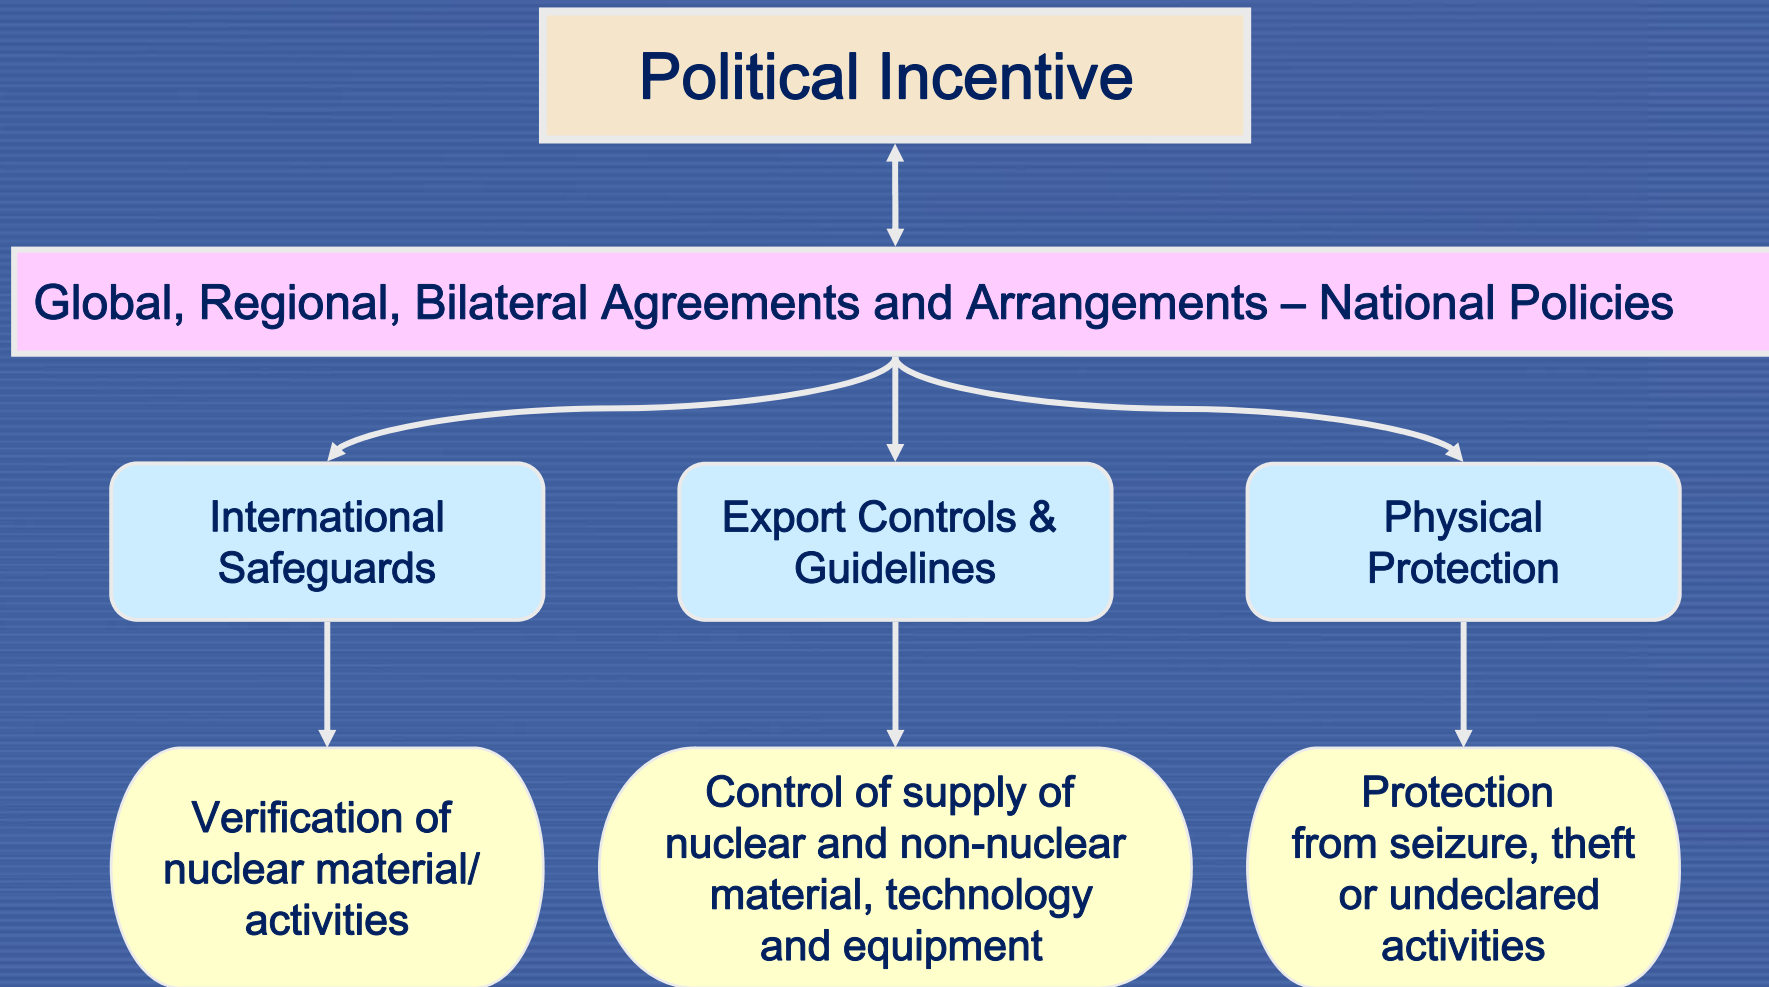 Political Incentive
Global, Regional, Bilateral Agreements and Arrangements – National Policies
International
Safeguards
Export Controls &
Guidelines
Physical
Protection
Verification of
nuclear material/
activities
Control of supply of
nuclear and non-nuclear
material, technology
and equipment
Protection
from seizure, theft
or undeclared
activities